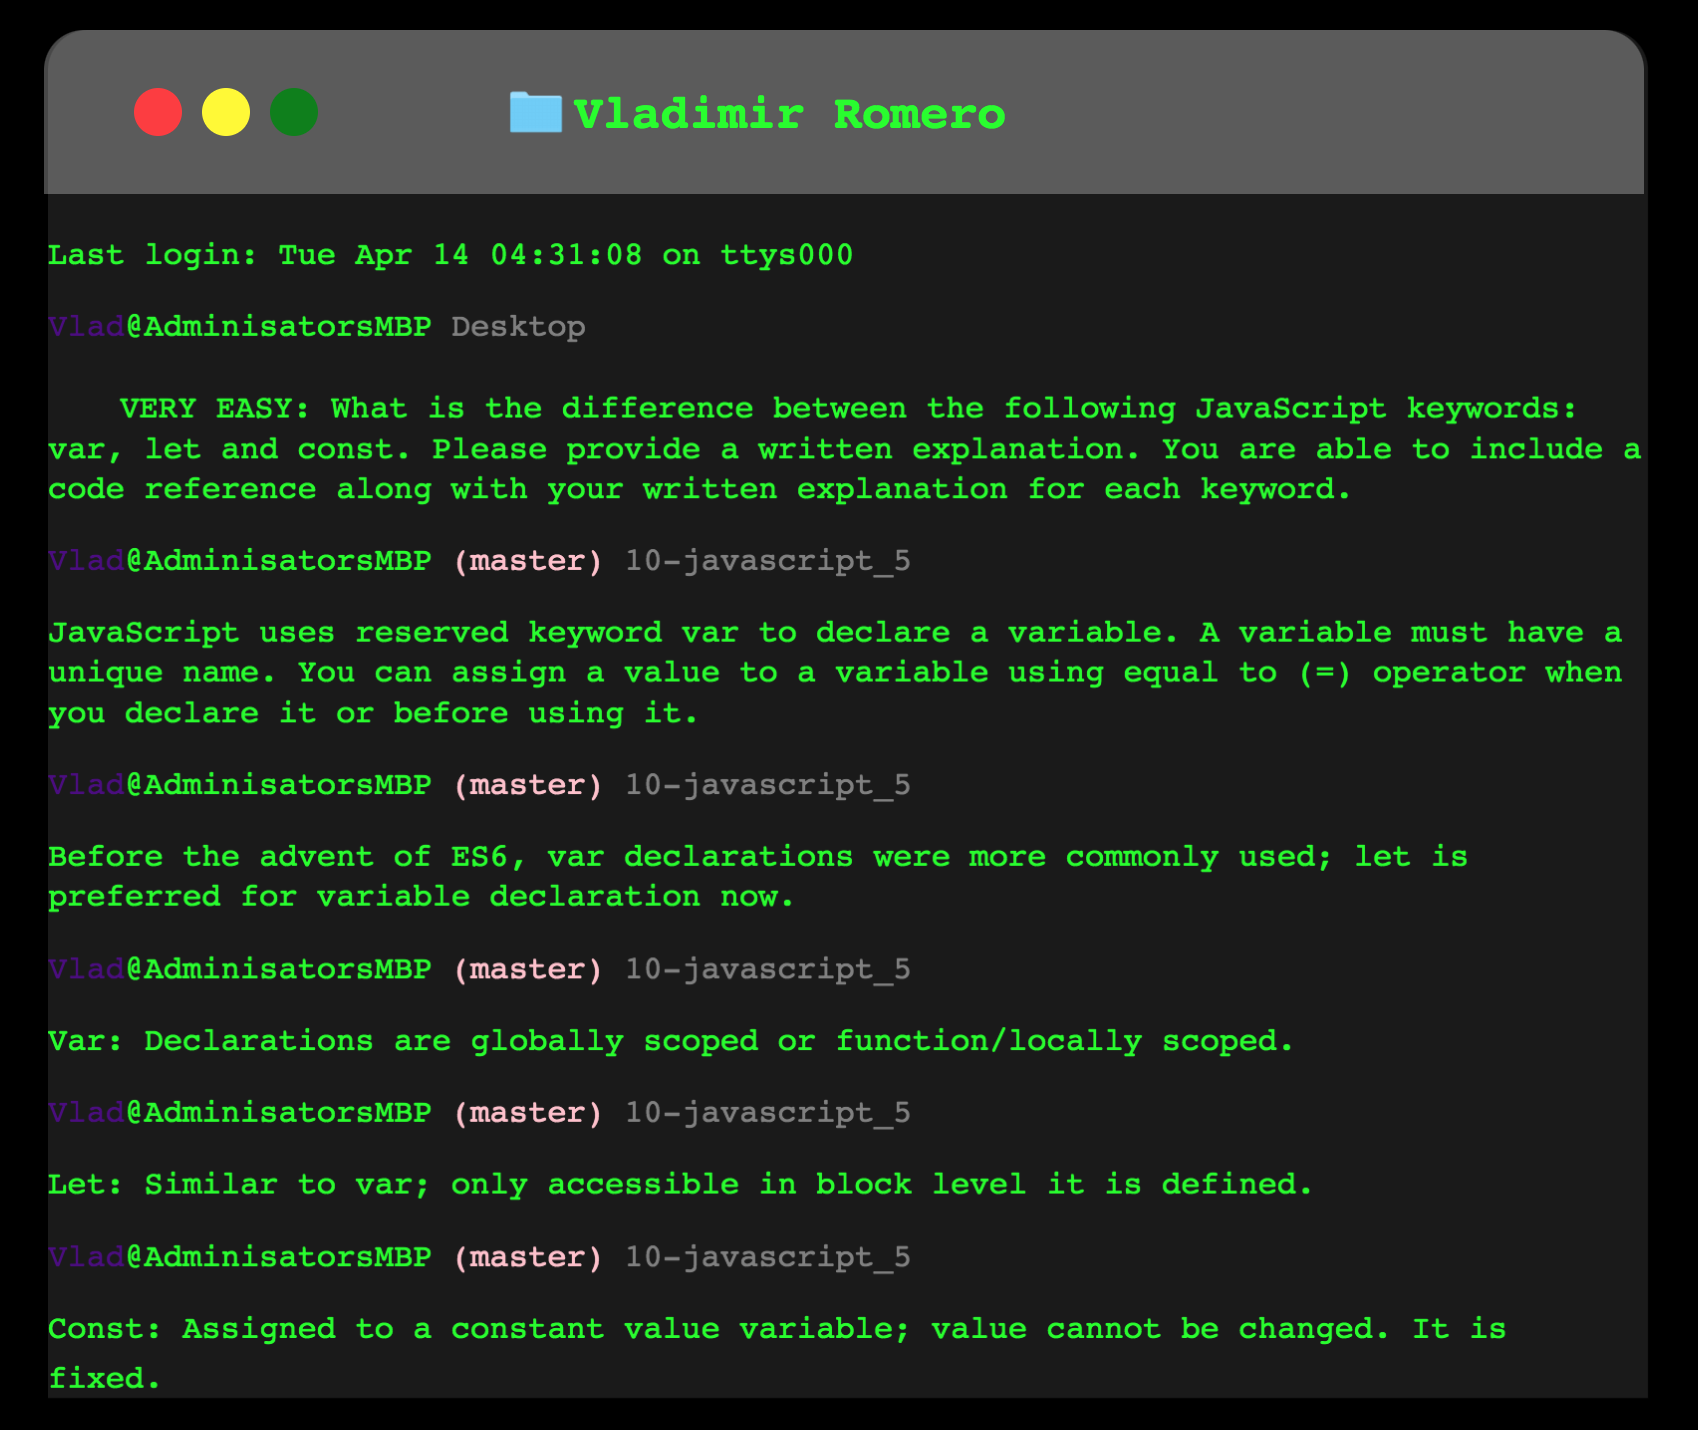 Vladimir Romero
Last login: Tue Apr 14 04:31:08 on ttys000
Vlad@AdminisatorsMBP Desktop
VERY EASY: What is the difference between the following JavaScript keywords:
var, let and const. Please provide a written explanation. You are able to include a
code reference along with your written explanation for each keyword.
Vlad@AdminisatorsMBP (master) 10-javascript_5
JavaScript uses reserved keyword var to declare a variable. A variable must have a
unique name. You can assign a value to a variable using equal to (=) operator when
you declare it or before using it.
Vlad@AdminisatorsMBP (master) 10-javascript_5
Before the advent of ES6, var declarations were more commonly used; let is
preferred for variable declaration now.
Vlad@AdminisatorsMBP (master) 10-javascript_5
Var: Declarations are globally scoped or function/locally scoped.
Vlad@AdminisatorsMBP (master) 10-javascript_5
Let: Similar to var; only accessible in block level it is defined.
Vlad@AdminisatorsMBP (master) 10-javascript_5
Const: Assigned to a constant value variable; value cannot be changed. It is
fixed.